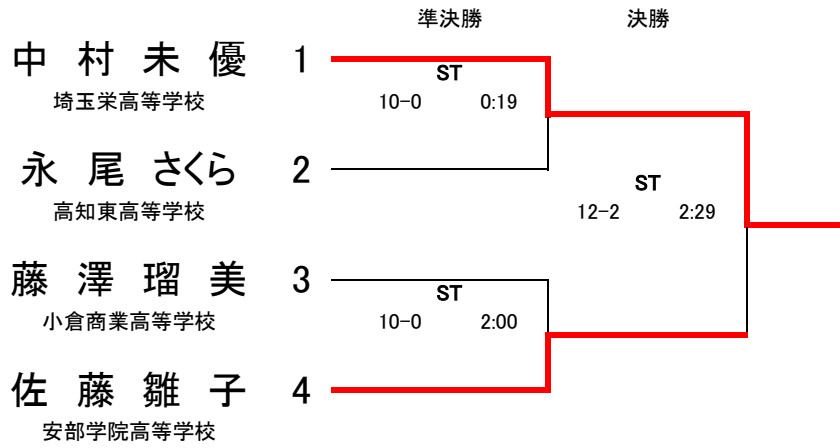 準決勝 決勝
中村未優 1
埼玉栄高等学校
ST
10-0 0:19
永尾さくら 2
高知東高等学校
ST
12-2 2:29
藤澤瑠美 3
小倉商業高等学校
ST
10-0 2:00
佐藤雛子 4
安部学院高等学校